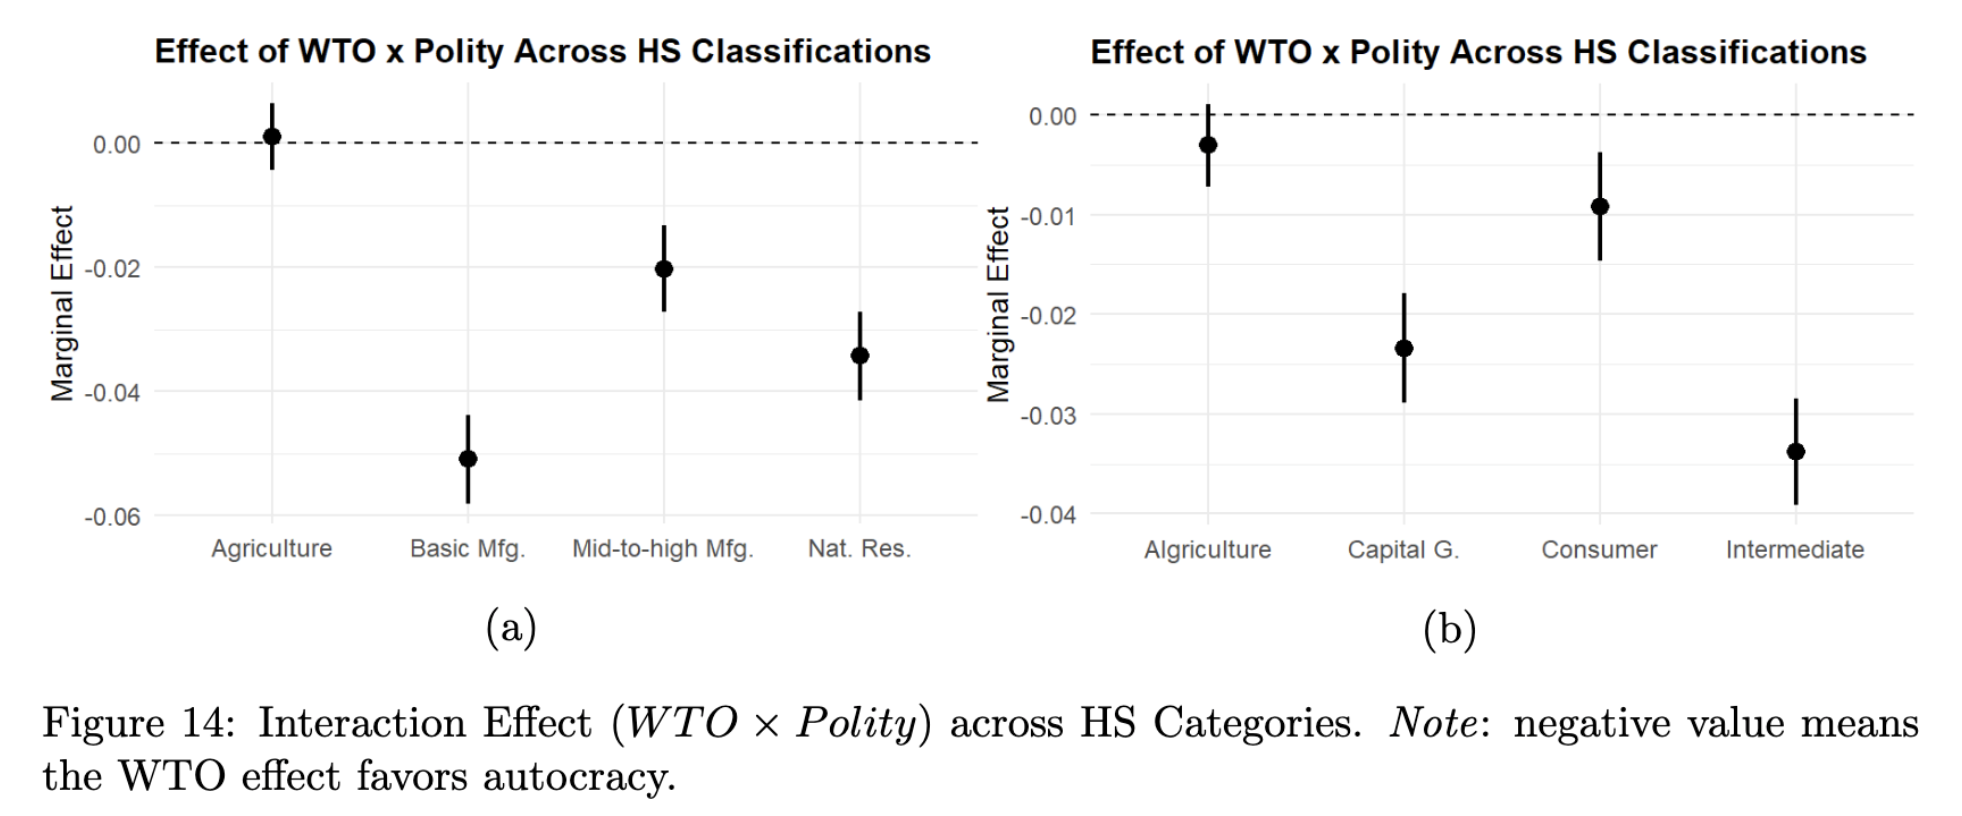 Effect of WTO x Polity Across HS Classifications
Marginal Effect
0.00
-0.02
-0.04
-0.06
Agriculture Basic Mfg. Mid-to-high Mfg. Nat. Res.
(a)
Effect of WTO x Polity Across HS Classifications
Marginal Effect
0.00
-0.01
-0.02
-0.03
-0.04
Algriculture Capital G. Consumer Intermediate
(b)
Figure 14: Interaction Effect (WTO × Polity) across HS Categories. Note: negative value means
the WTO effect favors autocracy.